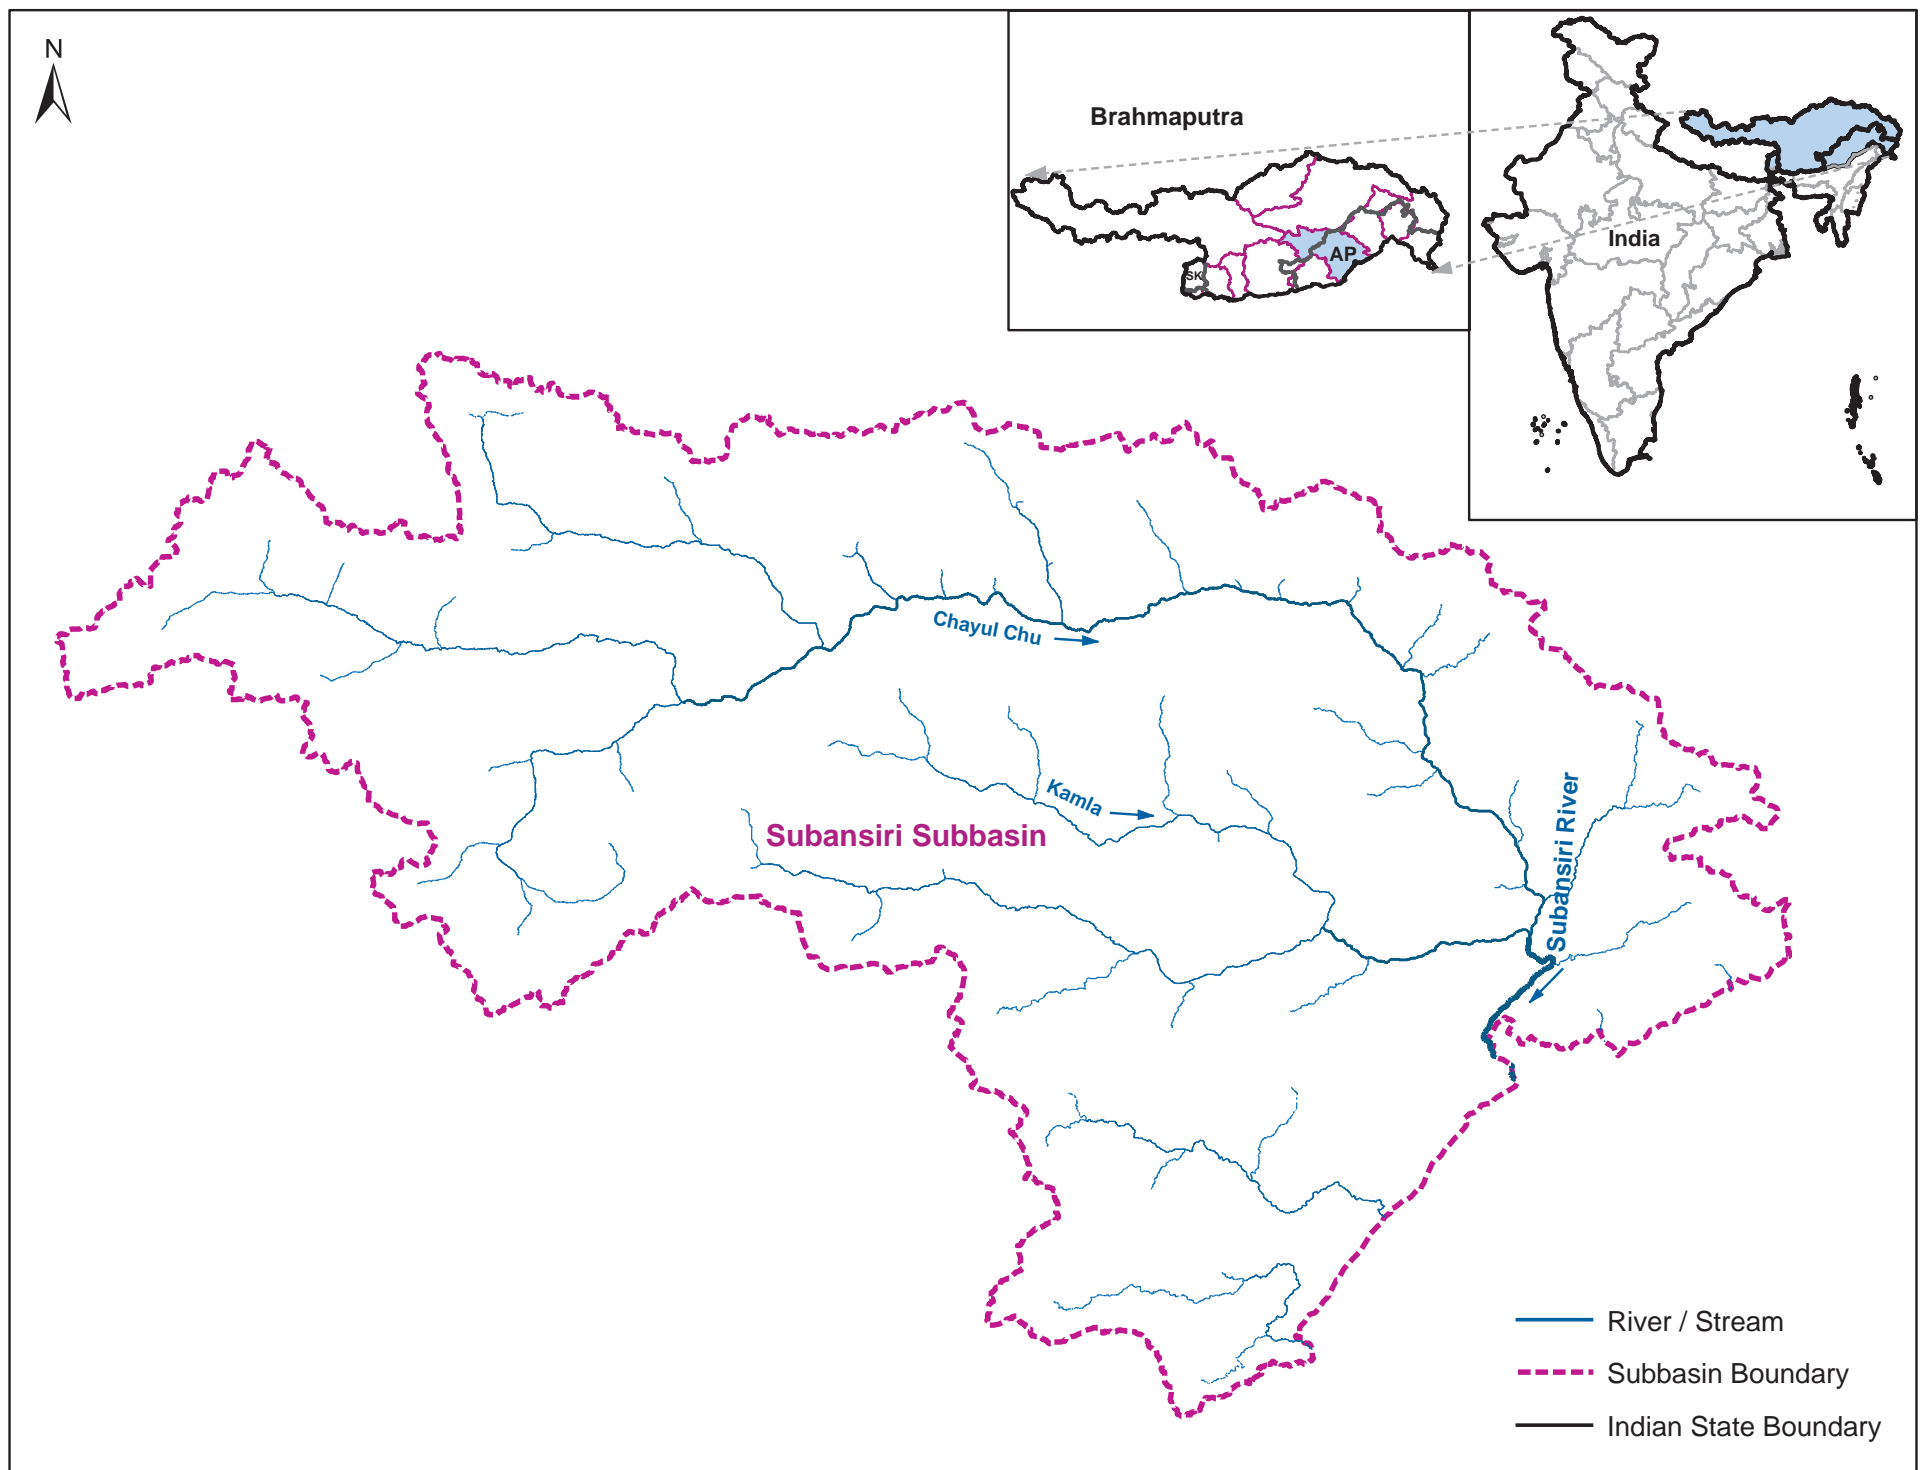 N
Brahmaputra
SK
AP
India
Chayul Chu
Kamla
Subansiri Subbasin
Subansiri River
River / Stream
Subbasin Boundary
Indian State Boundary